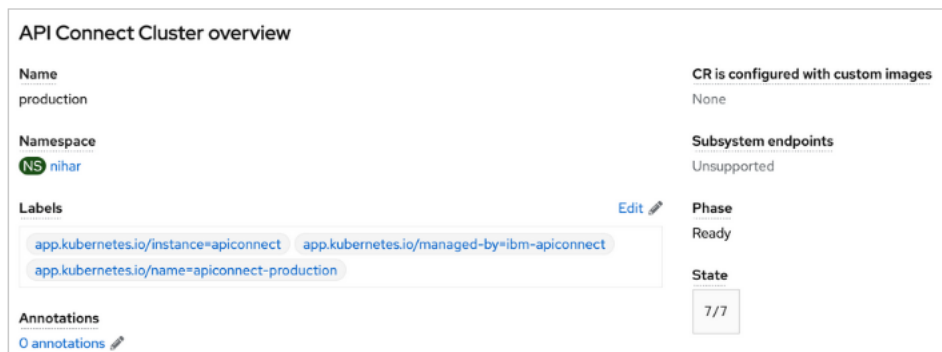 API Connect Cluster overview
Name
production
Namespace
NS nihar
Labels
Edit
app.kubernetes.io/instance=apiconnect app.kubernetes.io/managed-by=ibm-apiconnect
app.kubernetes.io/name=apiconnect-production
Annotations
0 annotations
CR is configured with custom images
None
Subsystem endpoints
Unsupported
Phase
Ready
State
7/7